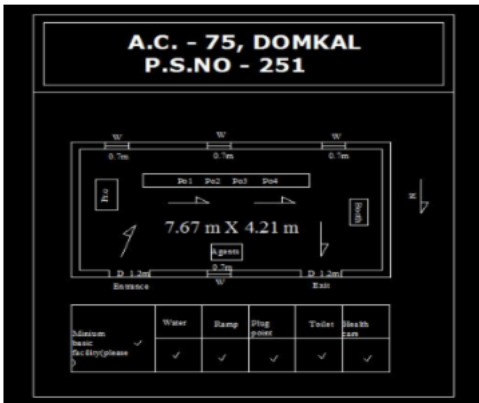 A.C. - 75, DOMKAL
P.S.NO - 251
W W W
0.7m 0.7m 0.7m
Po1 Po2 Po3 Po4
Pro
Booth
N
7.67 m X 4.21 m
Agents
D 1.2m 0.7m D 1.2m
Entrance W Exit
Water Ramp Plug point Toilet Health care
Minium
basic ✓
facility(please
) ✓ ✓ ✓ ✓ ✓